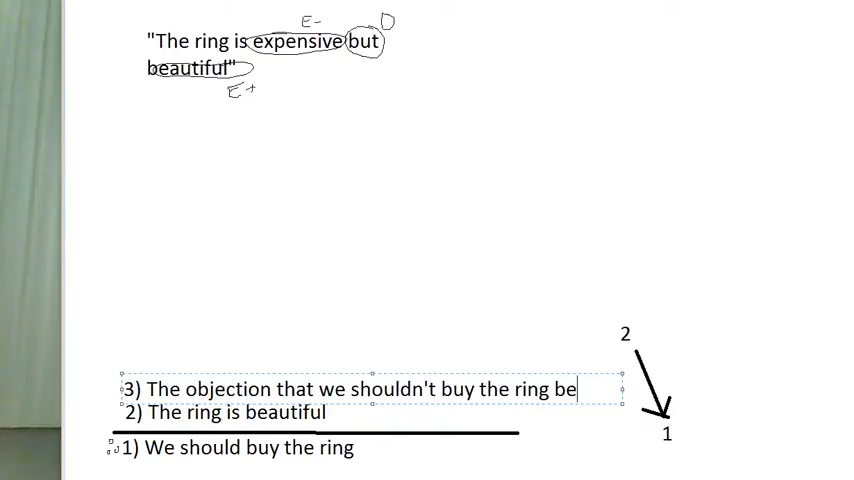 E-
D
"The ring is expensive but
beautiful"
E+
2
3) The objection that we shouldn't buy the ring be
2) The ring is beautiful
∴1) We should buy the ring
1